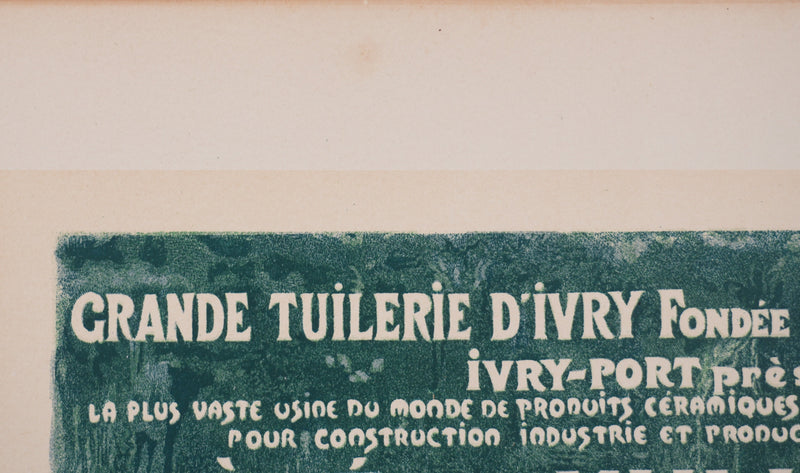 GRANDE TUILERIE D'IVRY FONDÉE
IVRY-PORT près
LA PLUS VASTE USINE DU MONDE DE PRODUITS CÉRAMIQUES
POUR CONSTRUCTION INDUSTRIE ET PRODUC